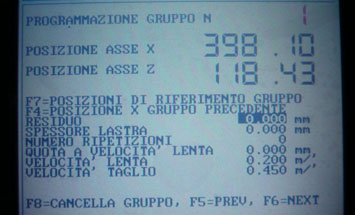 PROGRAMMAZIONE GRUPPO N 1
POSIZIONE ASSE X 398.10
POSIZIONE ASSE Z 118.43
F7=POSIZIONI DI RIFERIMENTO GRUPPO
F4=POSIZIONE X GRUPPO PRECEDENTE
RESIDUO 0.000 mm
SPESSORE LASTRA 0.000 mm
NUMERO RIPETIZIONI 0
QUOTA A VELOCITA' LENTA 0.000 mm
VELOCITA' LENTA 0.200 m/'
VELOCITA' TAGLIO 0.450 m/'
F8=CANCELLA GRUPPO, F5=PREV, F6=NEXT